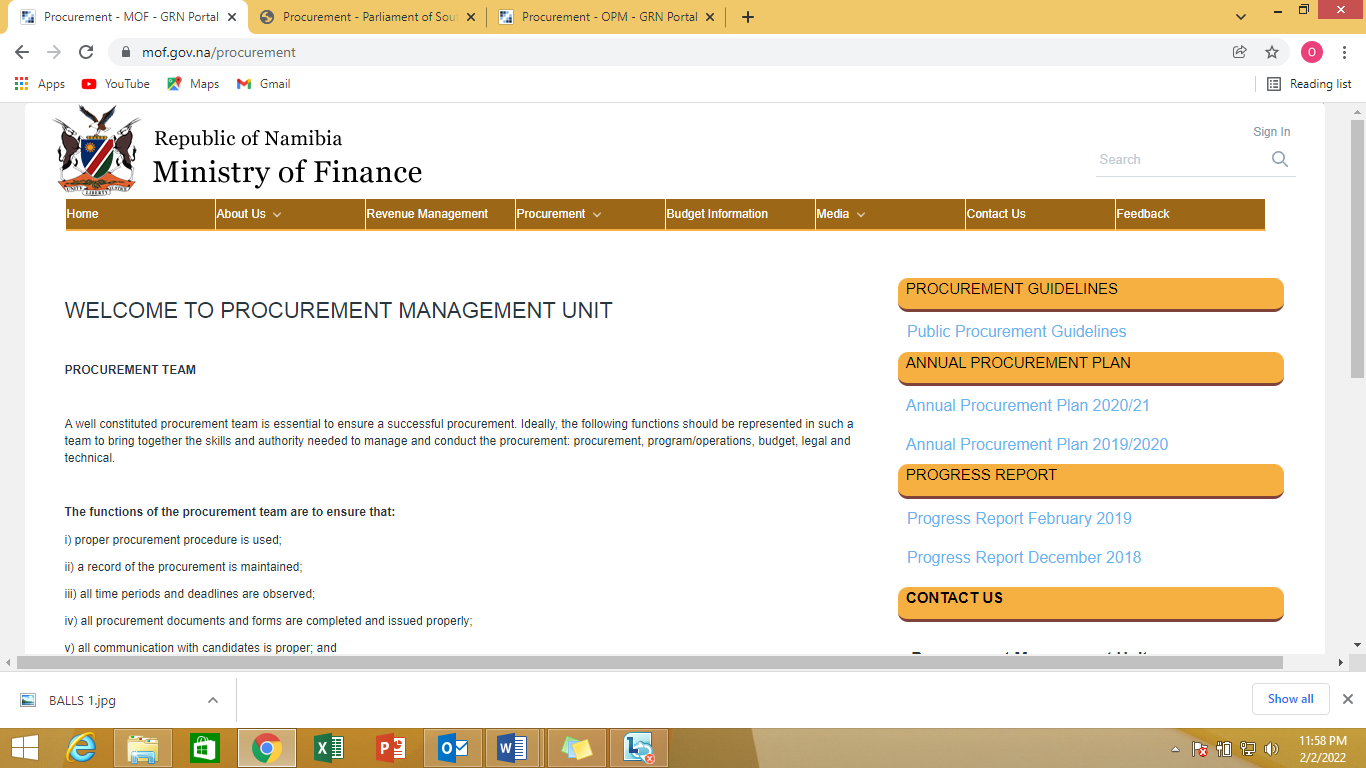 Procurement - MOF - GRN Portal
Procurement - Parliament of Sou
Procurement - OPM - GRN Portal
mof.gov.na/procurement
O
Apps
YouTube
Maps
Gmail
Reading list
Republic of Namibia
Ministry of Finance
Sign In
Search
Home
About Us
Revenue Management
Procurement
Budget Information
Media
Contact Us
Feedback
WELCOME TO PROCUREMENT MANAGEMENT UNIT
PROCUREMENT TEAM
A well constituted procurement team is essential to ensure a successful procurement. Ideally, the following functions should be represented in such a
team to bring together the skills and authority needed to manage and conduct the procurement: procurement, program/operations, budget, legal and
technical.
The functions of the procurement team are to ensure that:
i) proper procurement procedure is used;
ii) a record of the procurement is maintained;
iii) all time periods and deadlines are observed;
iv) all procurement documents and forms are completed and issued properly;
v) all communication with candidates is proper; and
PROCUREMENT GUIDELINES
Public Procurement Guidelines
ANNUAL PROCUREMENT PLAN
Annual Procurement Plan 2020/21
Annual Procurement Plan 2019/2020
PROGRESS REPORT
Progress Report February 2019
Progress Report December 2018
CONTACT US
BALLS 1.jpg
Show all
11:58 PM
2/2/2022